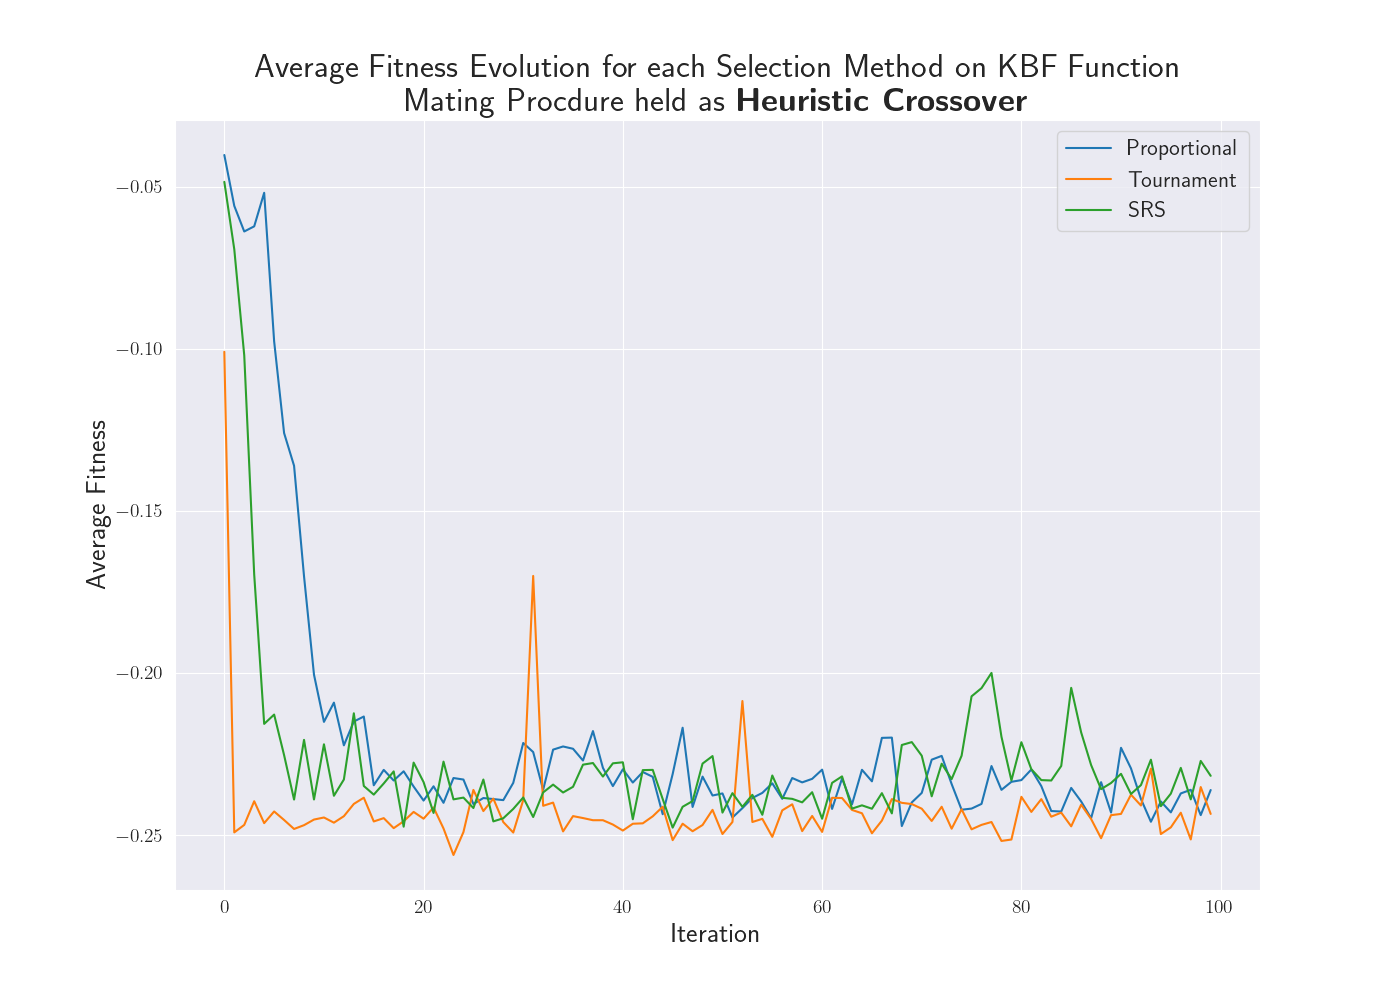 Average Fitness Evolution for each Selection Method on KBF Function
Mating Procdure held as Heuristic Crossover
Proportional
Tournament
SRS
Average Fitness
−0.05
−0.10
−0.15
−0.20
−0.25
0 20 40 60 80 100
Iteration